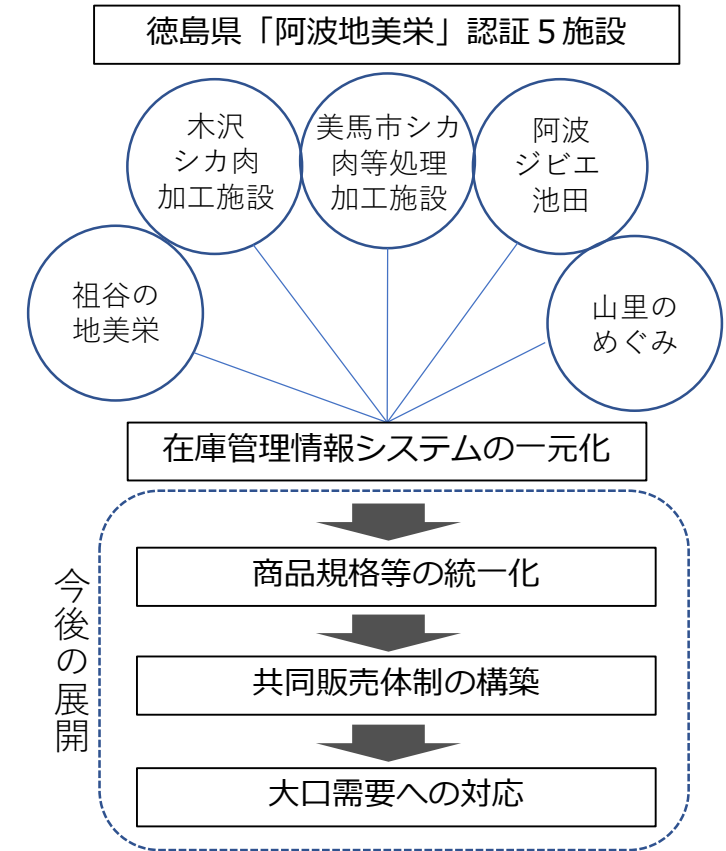 徳島県「阿波地美栄」認証５施設
木沢
シカ肉
加工施設
美馬市シカ
肉等処理
加工施設
阿波
ジビエ
池田
祖谷の
地美栄
山里の
めぐみ
在庫管理情報システムの一元化
今後の展開
商品規格等の統一化
共同販売体制の構築
大口需要への対応